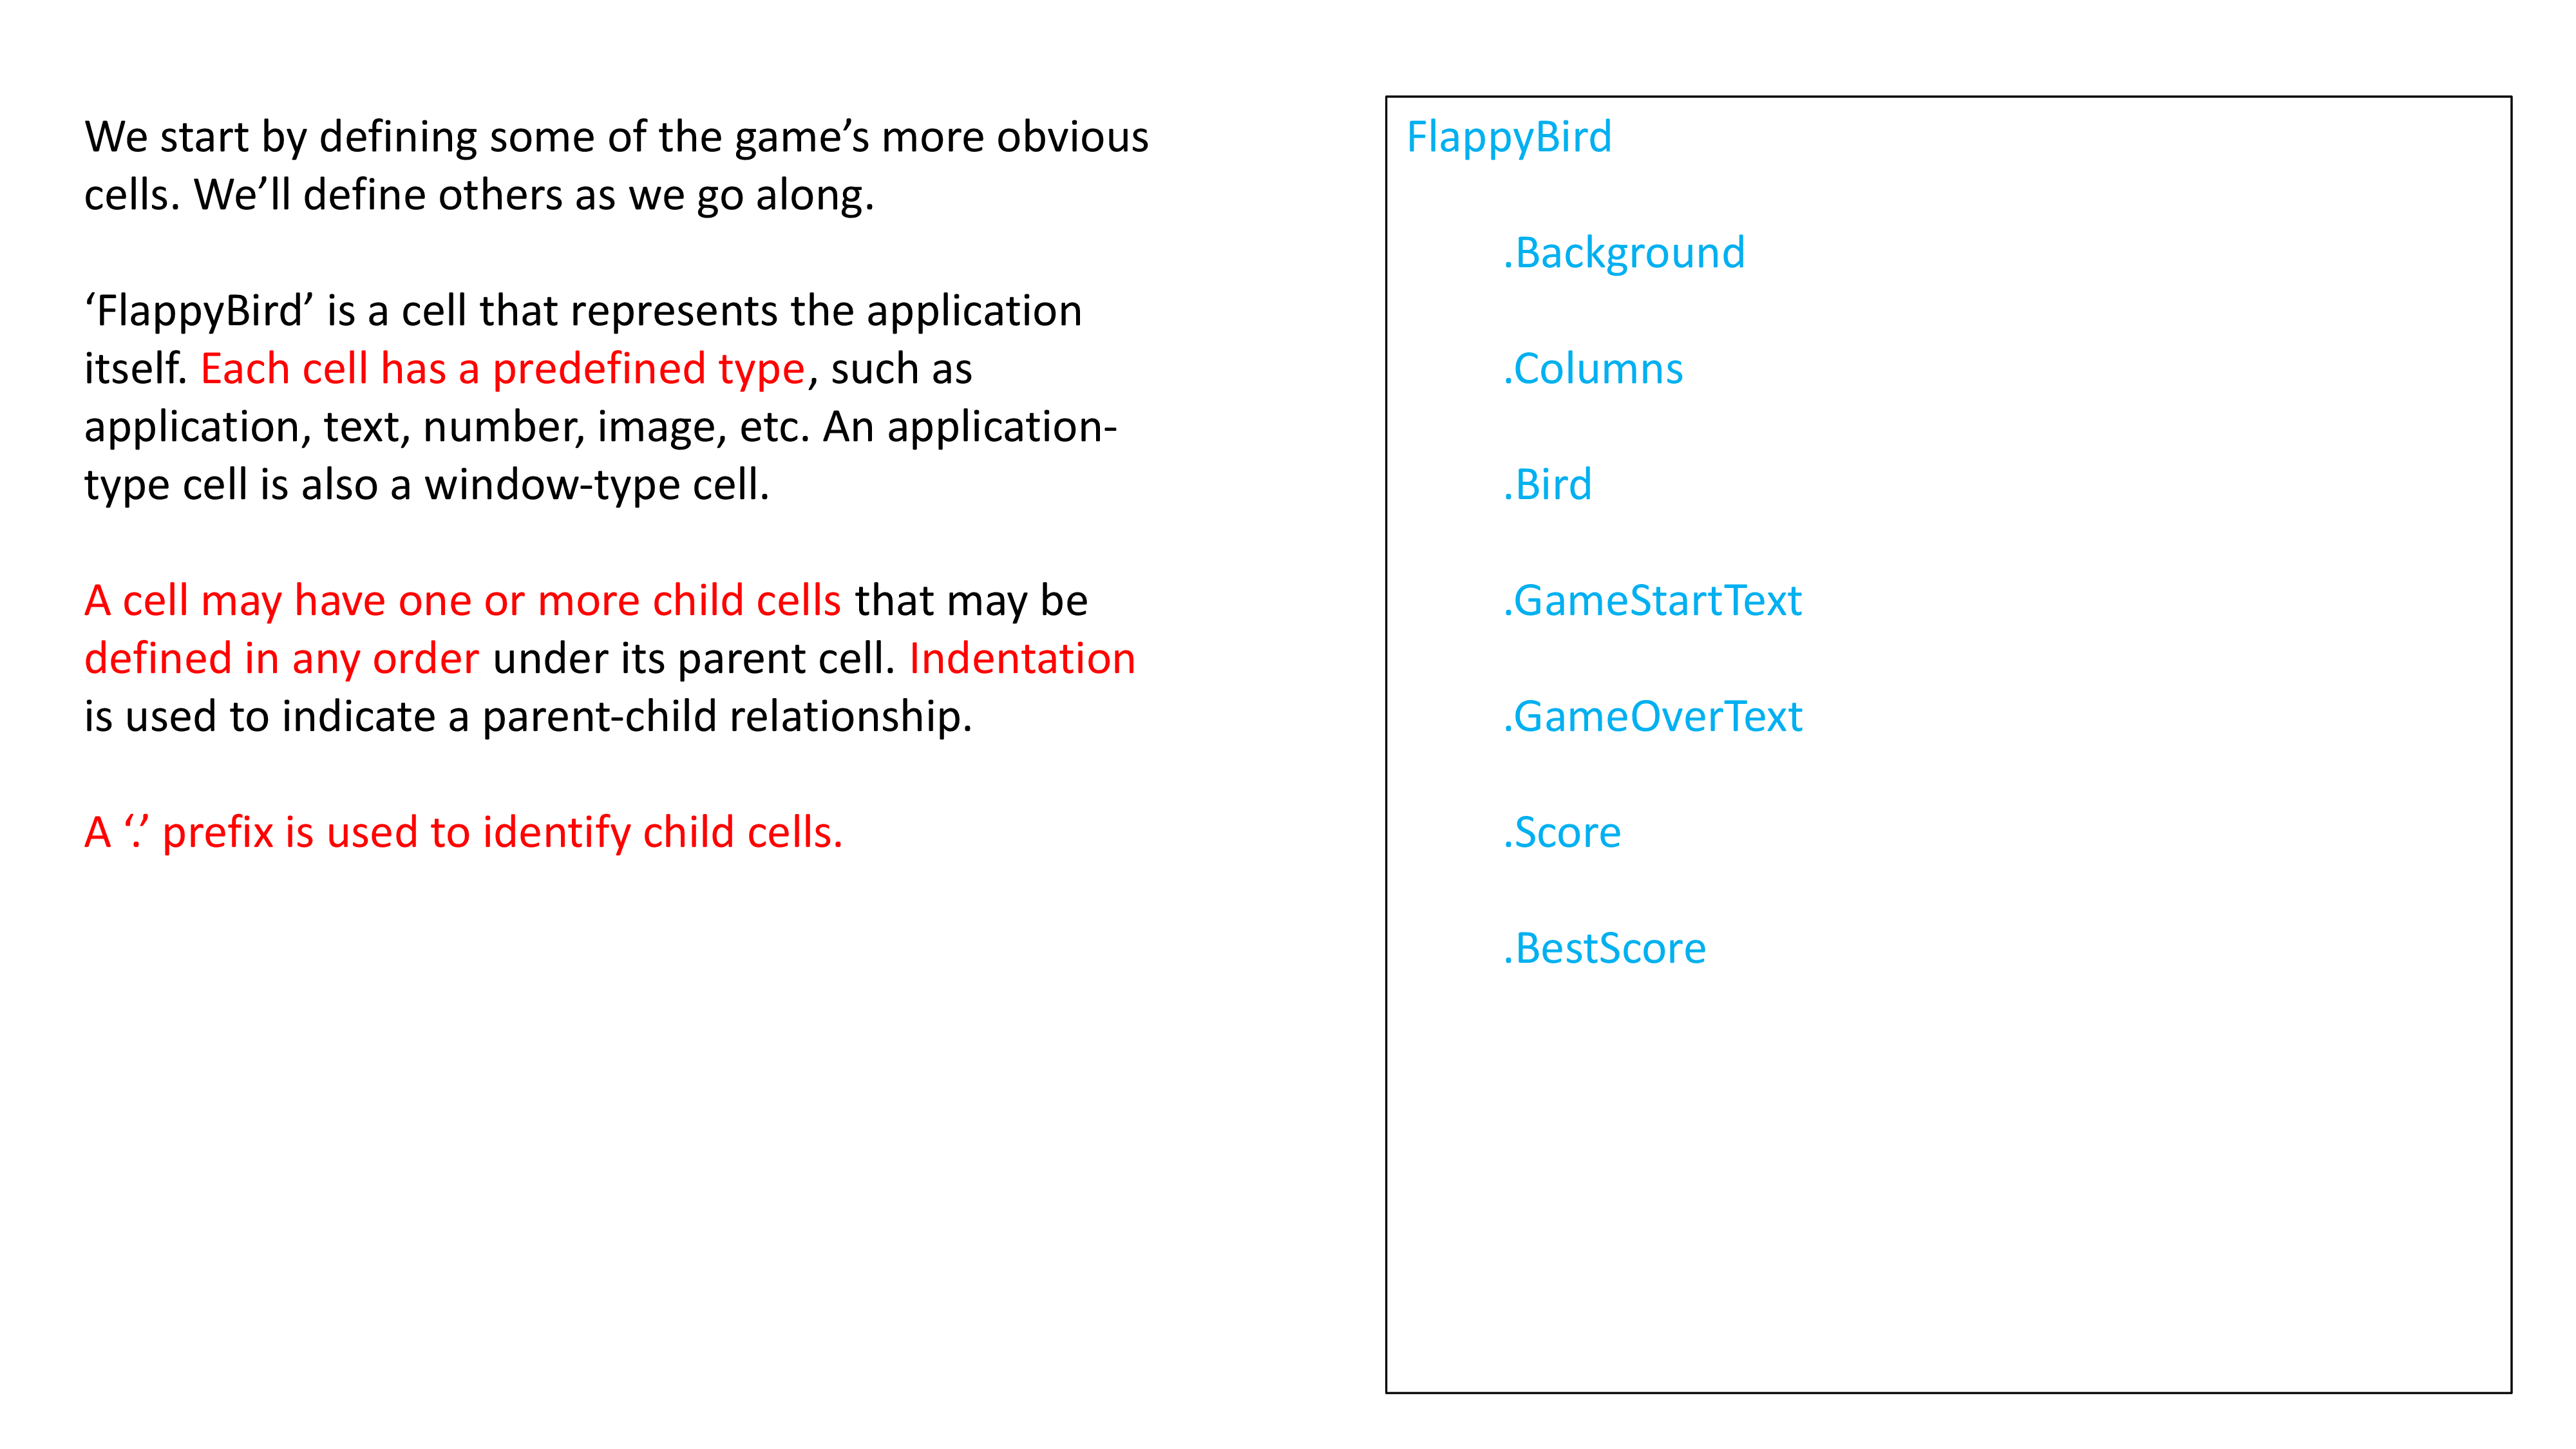 We start by defining some of the game’s more obvious
cells. We’ll define others as we go along.
‘FlappyBird’ is a cell that represents the application
itself. Each cell has a predefined type, such as
application, text, number, image, etc. An application-
type cell is also a window-type cell.
A cell may have one or more child cells that may be
defined in any order under its parent cell. Indentation
is used to indicate a parent-child relationship.
A ‘.’ prefix is used to identify child cells.
FlappyBird
.Background
.Columns
.Bird
.GameStartText
.GameOverText
.Score
.BestScore